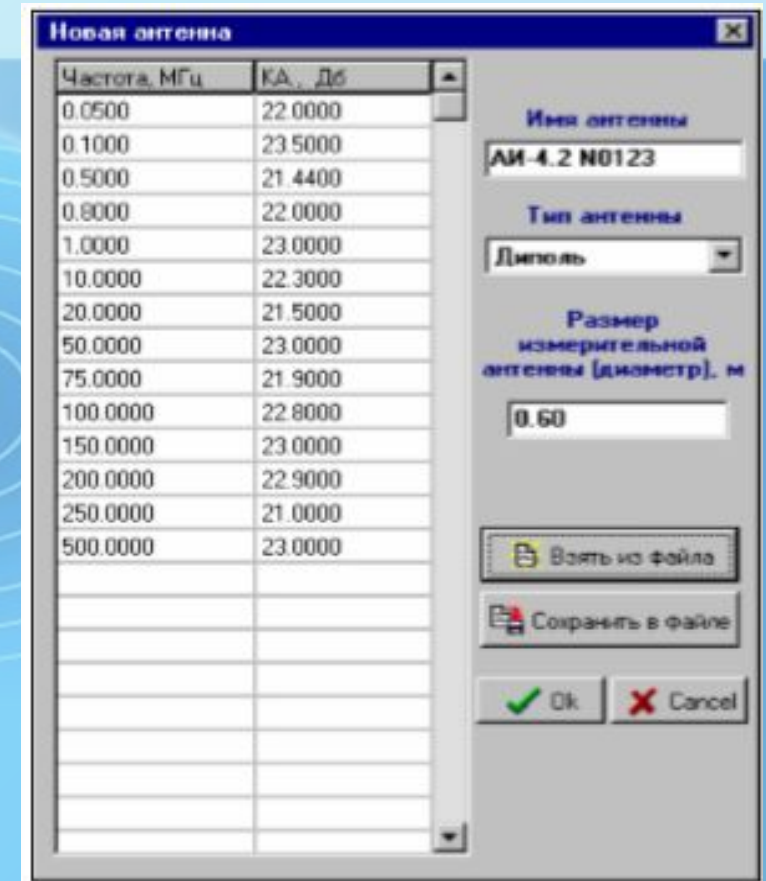 Новая антенна
Частота, МГц КА., Дб
0.0500 22.0000
0.1000 23.5000
0.5000 21.4400
0.8000 22.0000
1.0000 23.0000
10.0000 22.3000
20.0000 21.5000
50.0000 23.0000
75.0000 21.9000
100.0000 22.8000
150.0000 23.0000
200.0000 22.9000
250.0000 21.0000
500.0000 23.0000
Имя антенны
АИ-4.2 N0123
Тип антенны
Диполь
Размер
измерительной
антенны (диаметр), м
0.60
Взять из файла
Сохранить в файле
Ok Cancel